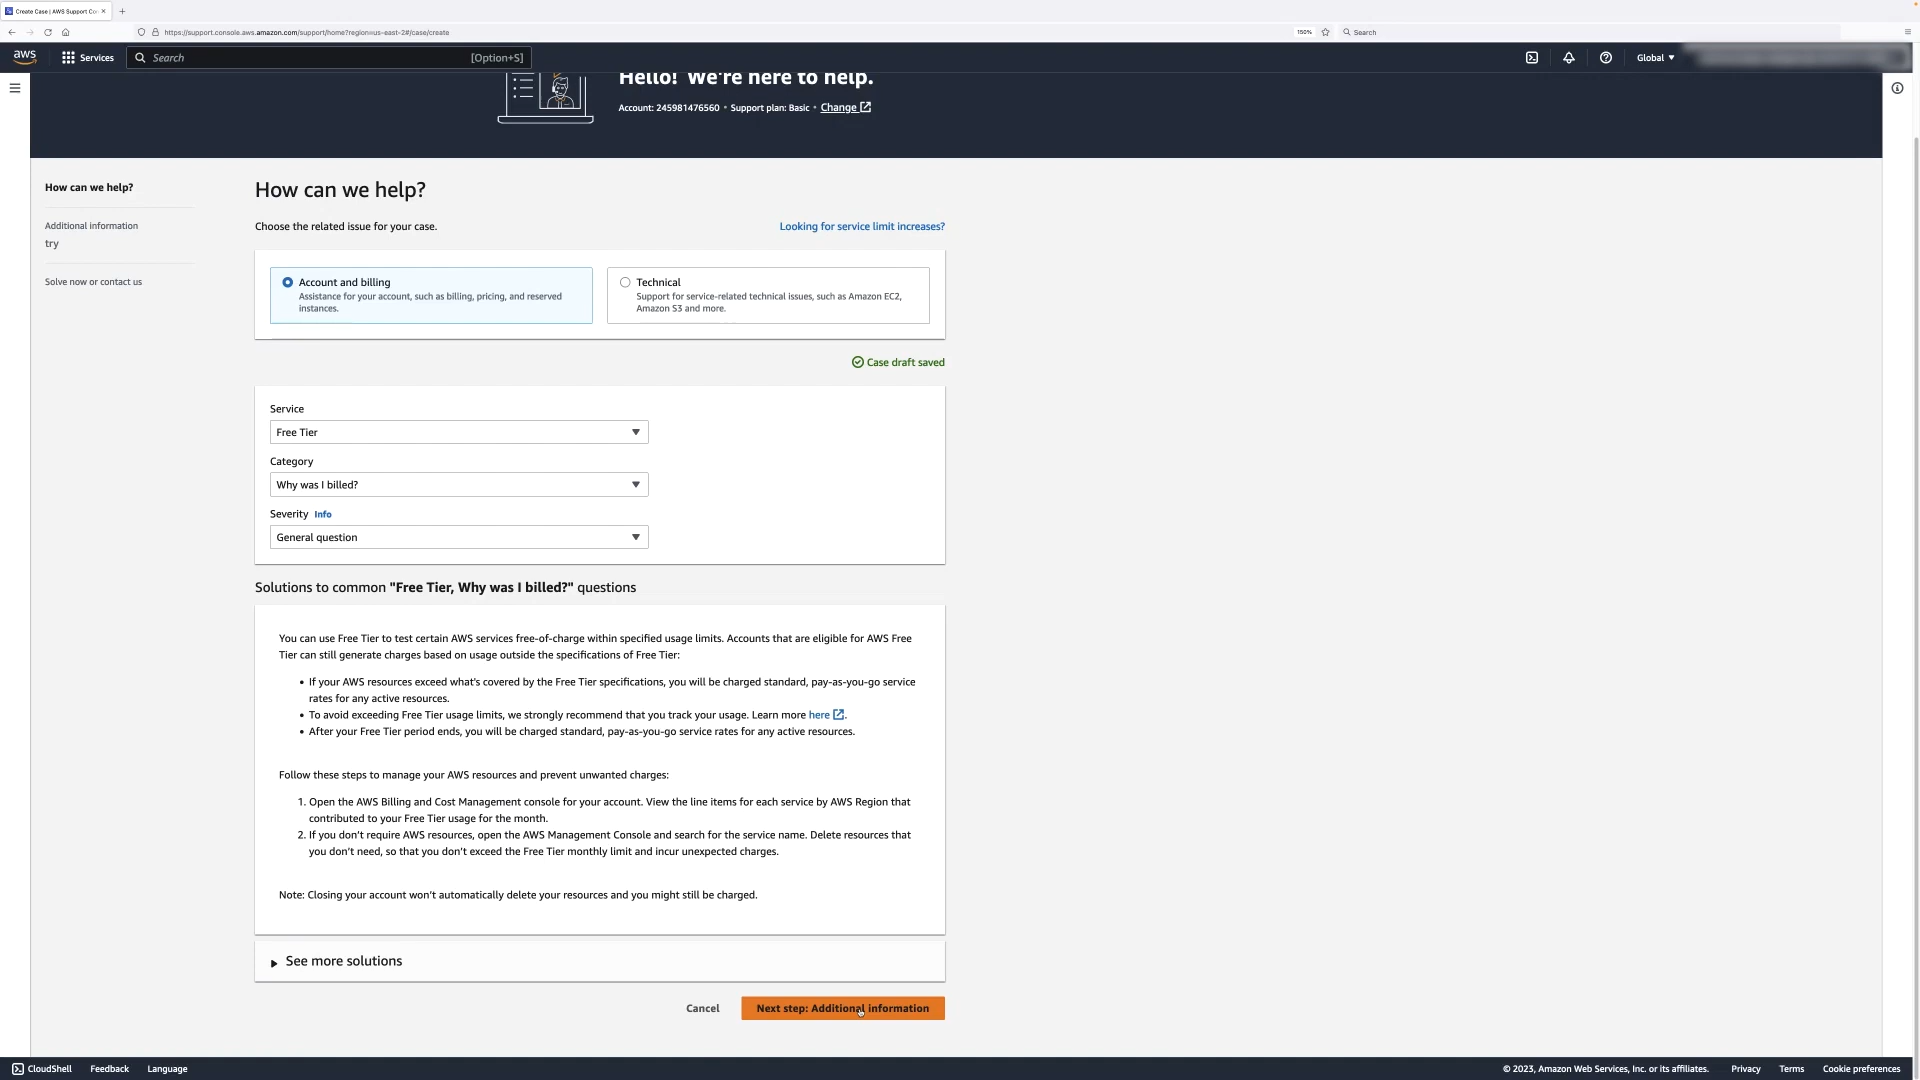 Create Case | AWS Support Co
https://support.console.aws.amazon.com/support/home?region=us-east-2#/case/create
150%
Search
aws
Services
Search
[Option+S]
Global
Hello! We're here to help.
Account: 245981476560 • Support plan: Basic • Change
How can we help?
Additional information
try
Solve now or contact us
How can we help?
Choose the related issue for your case.
Looking for service limit increases?
Account and billing
Assistance for your account, such as billing, pricing, and reserved
instances.
Technical
Support for service-related technical issues, such as Amazon EC2,
Amazon S3 and more.
Case draft saved
Service
Free Tier
Category
Why was I billed?
Severity Info
General question
Solutions to common "Free Tier, Why was I billed?" questions
You can use Free Tier to test certain AWS services free-of-charge within specified usage limits. Accounts that are eligible for AWS Free
Tier can still generate charges based on usage outside the specifications of Free Tier:
• If your AWS resources exceed what's covered by the Free Tier specifications, you will be charged standard, pay-as-you-go service
rates for any active resources.
• To avoid exceeding Free Tier usage limits, we strongly recommend that you track your usage. Learn more here.
• After your Free Tier period ends, you will be charged standard, pay-as-you-go service rates for any active resources.
Follow these steps to manage your AWS resources and prevent unwanted charges:
1. Open the AWS Billing and Cost Management console for your account. View the line items for each service by AWS Region that
contributed to your Free Tier usage for the month.
2. If you don't require AWS resources, open the AWS Management Console and search for the service name. Delete resources that
you don't need, so that you don't exceed the Free Tier monthly limit and incur unexpected charges.
Note: Closing your account won't automatically delete your resources and you might still be charged.
See more solutions
Cancel
Next step: Additional information
CloudShell
Feedback
Language
© 2023, Amazon Web Services, Inc. or its affiliates.
Privacy
Terms
Cookie preferences